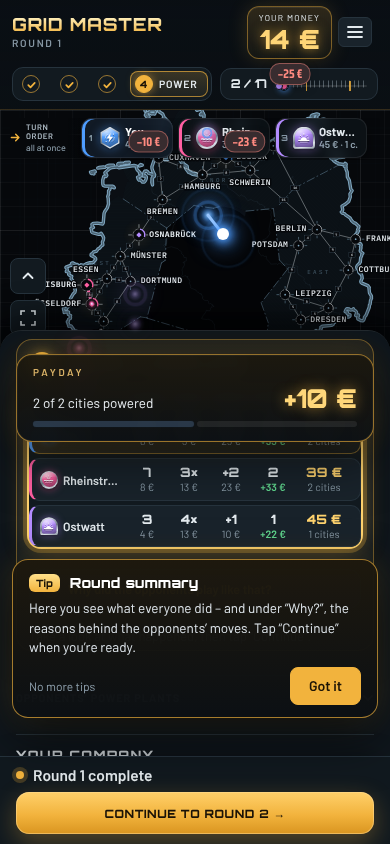 GRID MASTER
ROUND 1
YOUR MONEY
14 €
4 POWER
2 / 17
-25 €
TURN ORDER
all at once
1 You
-10 €
2
-23 €
3 Ostw...
45 € · 1 c.
CUXHAVEN
HAMBURG
SCHWERIN
BREMEN
OSNABRÜCK
BERLIN
FRANK
POTSDAM
MÜNSTER
ESSEN
EAST
COTTBU
ISBURG
DORTMUND
LEIPZIG
SSELDORF
DRESDEN
PAYDAY
2 of 2 cities powered
+10 €
Rheinstr... 7 3x +2 2 39 €
8 € 13 € 23 € +33 € 2 cities
Ostwatt 3 4x +1 1 45 €
4 € 13 € 10 € +22 € 1 cities
Tip Round summary
Here you see what everyone did – and under “Why?”, the
reasons behind the opponents’ moves. Tap “Continue”
when you’re ready.
No more tips
Got it
YOUR COMPANY
Round 1 complete
CONTINUE TO ROUND 2 →